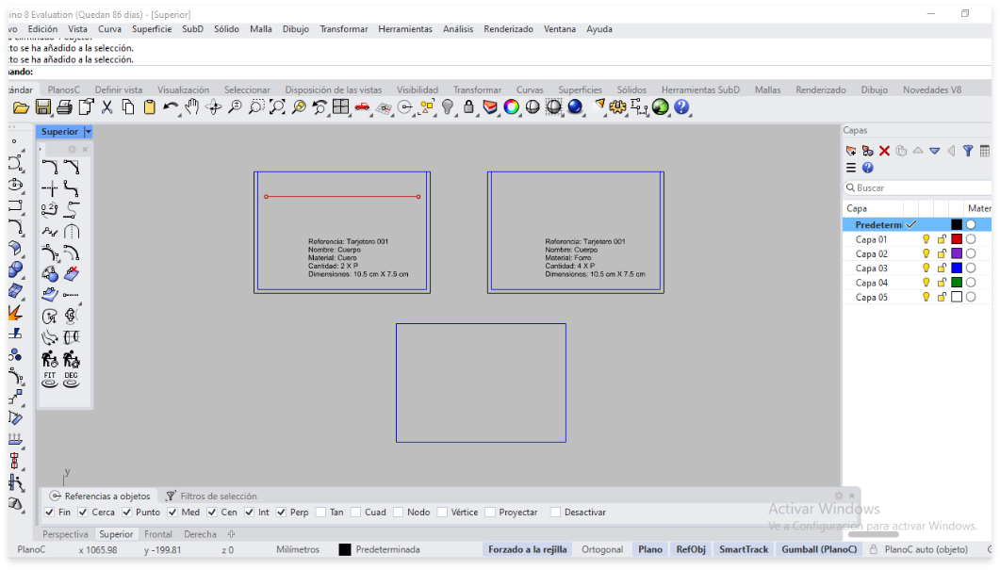 ino 8 Evaluation (Quedan 86 días) - [Superior]
vo Edición Vista Curva Superficie SubD Sólido Malla Dibujo Transformar Herramientas Análisis Renderizado Ventana Ayuda
to se ha añadido a la selección.
to se ha añadido a la selección.
ando:
ándar PlanosC Definir vista Visualización Seleccionar Disposición de las vistas Visibilidad Transformar Curvas Superficies Sólidos Herramientas SubD Mallas Renderizado Dibujo Novedades V8
Superior
Capas
Buscar
Capa Mater
Predeterm
Capa 01
Capa 02
Capa 03
Capa 04
Capa 05
Referencia: Tarjetero 001
Nombre: Cuerpo
Material: Cuero
Cantidad: 2 X P
Dimensiones: 10.5 cm X 7.5 cm
Referencia: Tarjetero 001
Nombre: Cuerpo
Material: Forro
Cantidad: 4 X P
Dimensiones: 10.5 cm X 7.5 cm
FIT DEG
y
Referencias a objetos Filtros de selección
Fin Cerca Punto Med Cen Int Perp Tan Cuad Nodo Vértice Proyectar Desactivar
Activar Windows
Ve a Configuración para activar Windows.
Perspectiva Superior Frontal Derecha
PlanoC x 1065.98 y -199.81 z 0 Milímetros Predeterminada Forzado a la rejilla Ortogonal Plano RefObj SmartTrack Gumball (PlanoC) PlanoC auto (objeto)